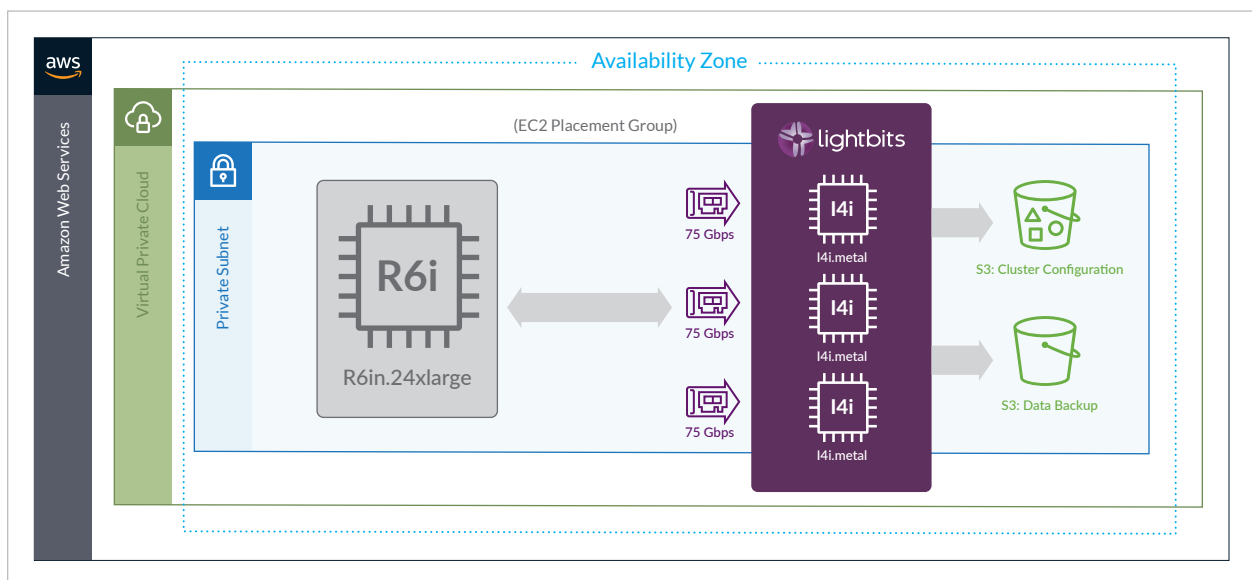 aws
Amazon Web Services
Virtual Private Cloud
Private Subnet
Availability Zone
(EC2 Placement Group)
R6i
R6in.24xlarge
75 Gbps
75 Gbps
75 Gbps
lightbits
I4i
I4i.metal
I4i
I4i.metal
I4i
I4i.metal
S3: Cluster Configuration
S3: Data Backup